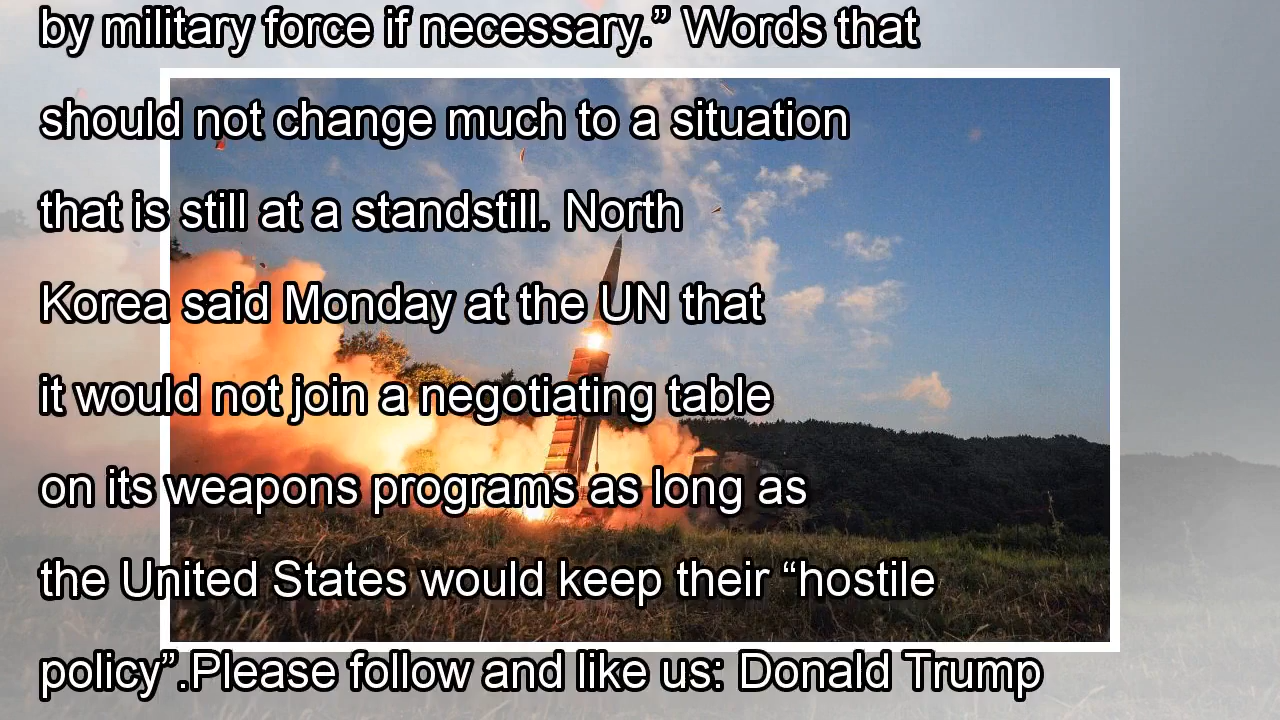 by military force if necessary.” Words that
should not change much to a situation
that is still at a standstill. North
Korea said Monday at the UN that
it would not join a negotiating table
on its weapons programs as long as
the United States would keep their “hostile
policy”.Please follow and like us: Donald Trump